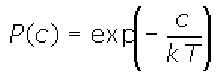 P(c) = exp(-c/kT)